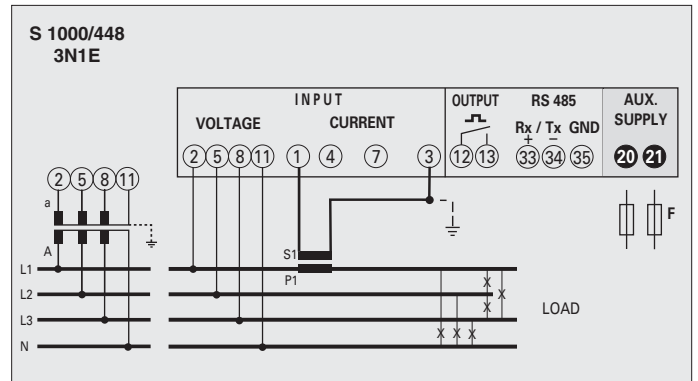 S 1000/448
3N1E
INPUT
OUTPUT
RS 485
AUX.
SUPPLY
VOLTAGE
CURRENT
Rx / Tx GND
+ −
2 5 8 11 1 4 7 3 12 13 33 34 35 20 21
2 5 8 11
a
F
A
S1
L1
P1
L2
LOAD
L3
N